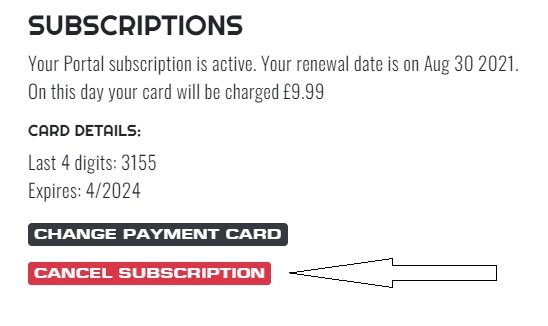 SUBSCRIPTIONS
Your Portal subscription is active. Your renewal date is on Aug 30 2021.
On this day your card will be charged £9.99
CARD DETAILS:
Last 4 digits: 3155
Expires: 4/2024
CHANGE PAYMENT CARD
CANCEL SUBSCRIPTION